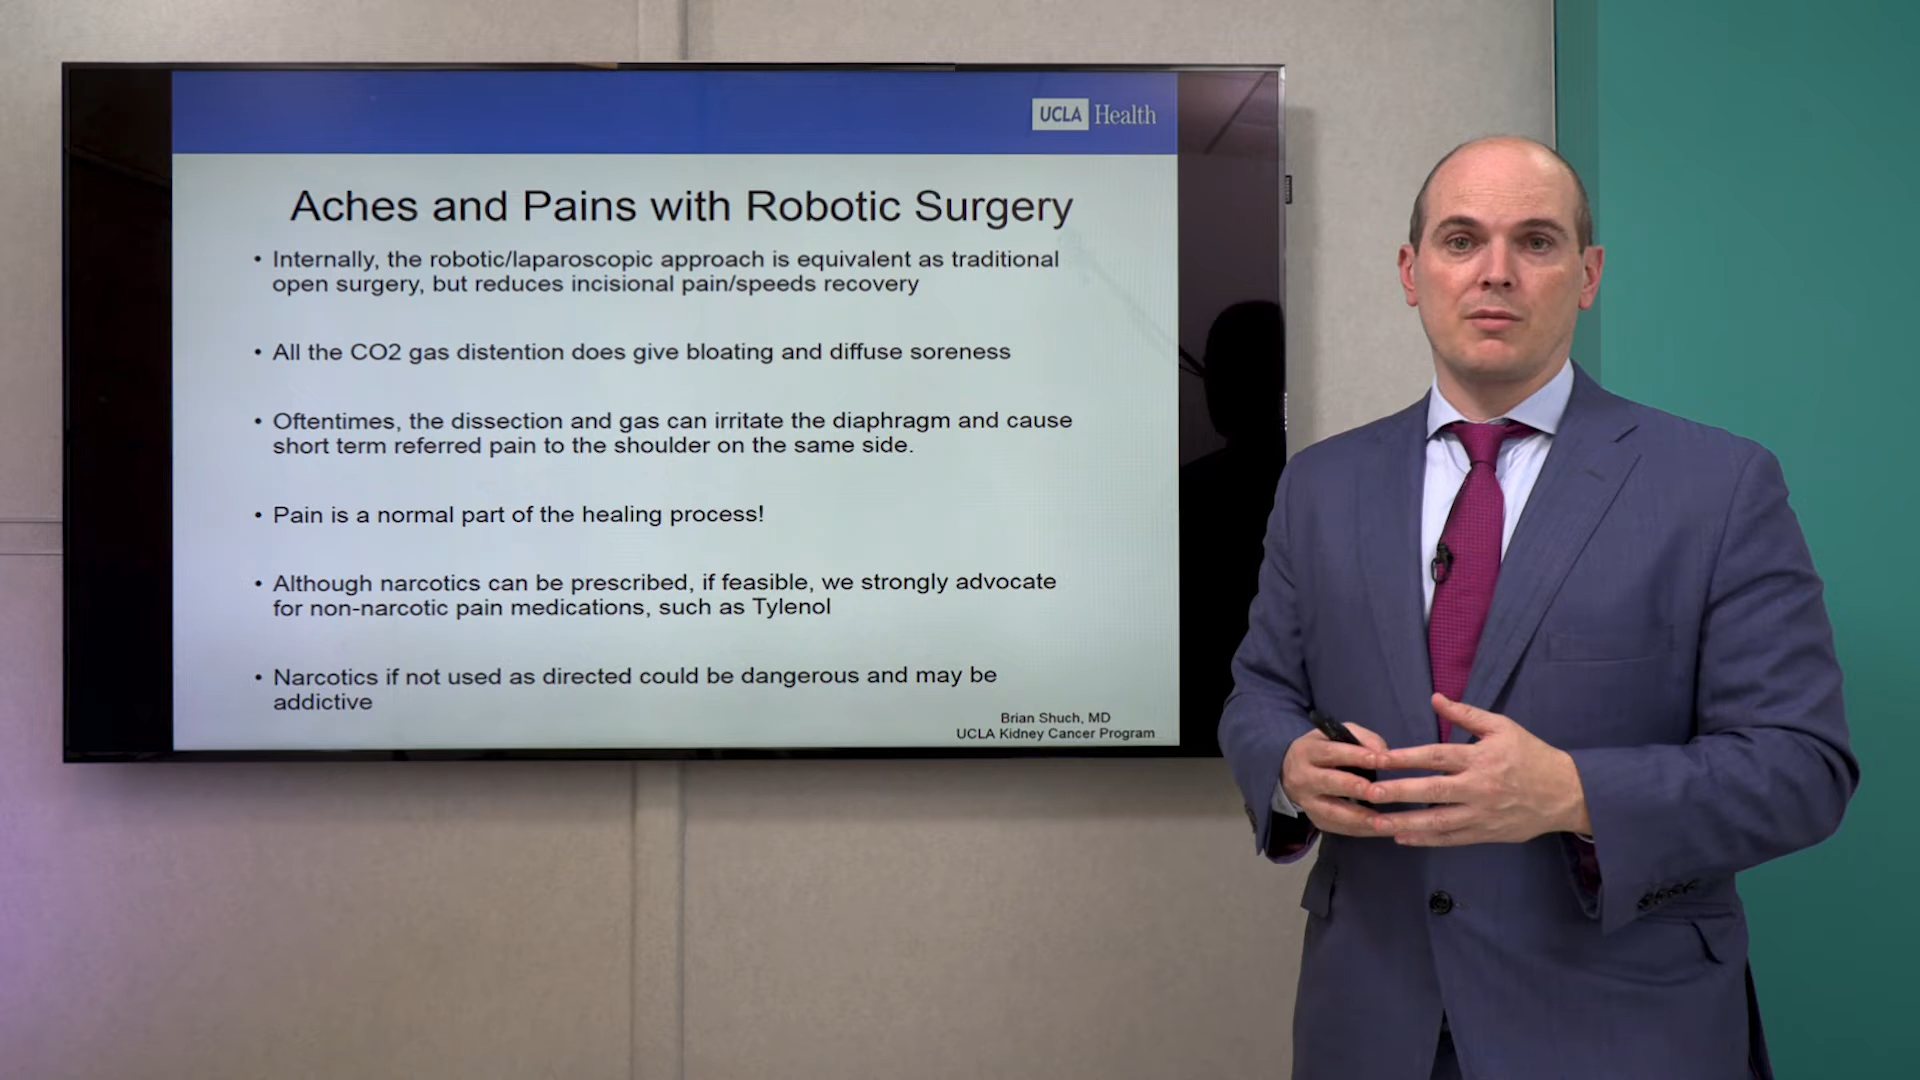 UCLA Health
Aches and Pains with Robotic Surgery
• Internally, the robotic/laparoscopic approach is equivalent as traditional
open surgery, but reduces incisional pain/speeds recovery
• All the CO2 gas distention does give bloating and diffuse soreness
• Oftentimes, the dissection and gas can irritate the diaphragm and cause
short term referred pain to the shoulder on the same side.
• Pain is a normal part of the healing process!
• Although narcotics can be prescribed, if feasible, we strongly advocate
for non-narcotic pain medications, such as Tylenol
• Narcotics if not used as directed could be dangerous and may be
addictive
Brian Shuch, MD
UCLA Kidney Cancer Program